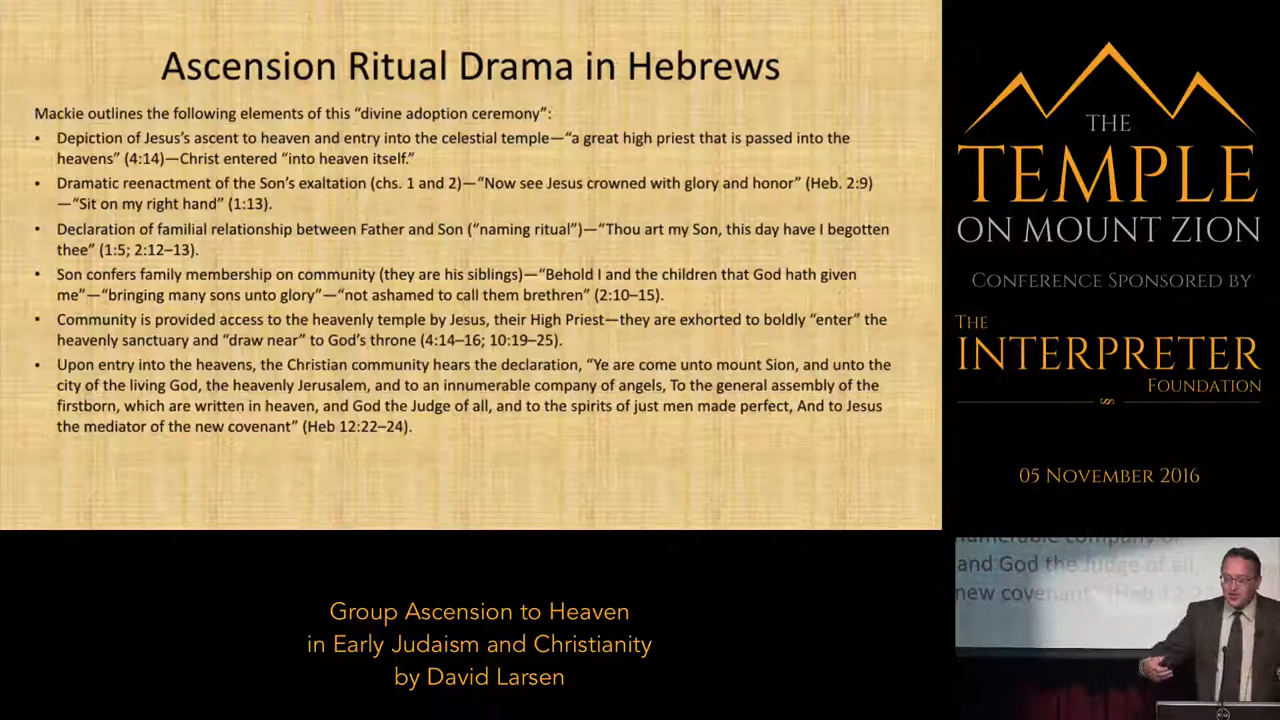 Ascension Ritual Drama in Hebrews
Mackie outlines the following elements of this “divine adoption ceremony”:
• Depiction of Jesus’s ascent to heaven and entry into the celestial temple—“a great high priest that is passed into the
heavens” (4:14)—Christ entered “into heaven itself.”
• Dramatic reenactment of the Son’s exaltation (chs. 1 and 2)—“Now see Jesus crowned with glory and honor” (Heb. 2:9)
—“Sit on my right hand” (1:13).
• Declaration of familial relationship between Father and Son (“naming ritual”)—“Thou art my Son, this day have I begotten
thee” (1:5; 2:12–13).
• Son confers family membership on community (they are his siblings)—“Behold I and the children that God hath given
me”—“bringing many sons unto glory”—“not ashamed to call them brethren” (2:10–15).
• Community is provided access to the heavenly temple by Jesus, their High Priest—they are exhorted to boldly “enter” the
heavenly sanctuary and “draw near” to God’s throne (4:14–16; 10:19–25).
• Upon entry into the heavens, the Christian community hears the declaration, “Ye are come unto mount Sion, and unto the
city of the living God, the heavenly Jerusalem, and to an innumerable company of angels, To the general assembly of the
firstborn, which are written in heaven, and God the Judge of all, and to the spirits of just men made perfect, And to Jesus
the mediator of the new covenant” (Heb 12:22–24).
THE
TEMPLE
ON MOUNT ZION
CONFERENCE SPONSORED BY
THE
INTERPRETER
FOUNDATION
05 NOVEMBER 2016
and God the Judge of all,
new covenant” (Heb 12:2
Group Ascension to Heaven
in Early Judaism and Christianity
by David Larsen